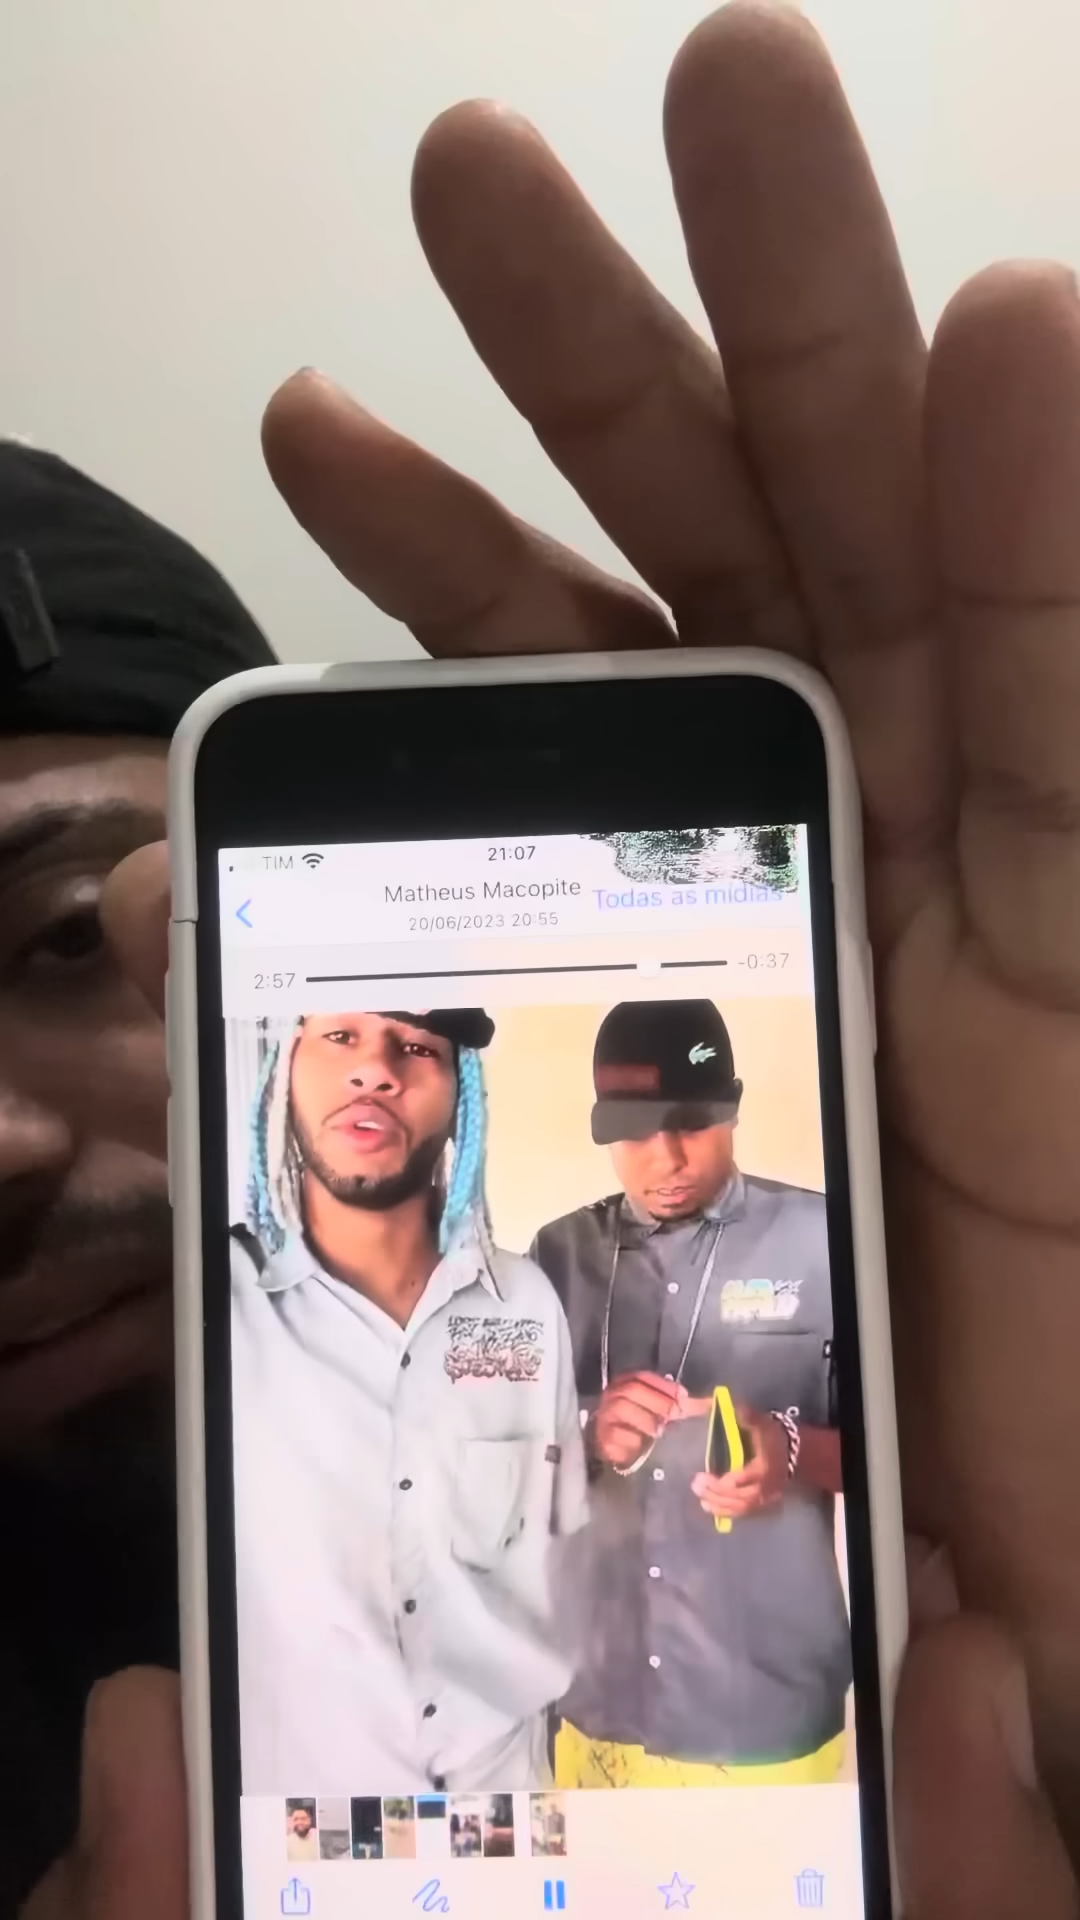 TIM
21:07
Matheus Macopite
Todas as mídias
20/06/2023 20:55
2:57
-0:37